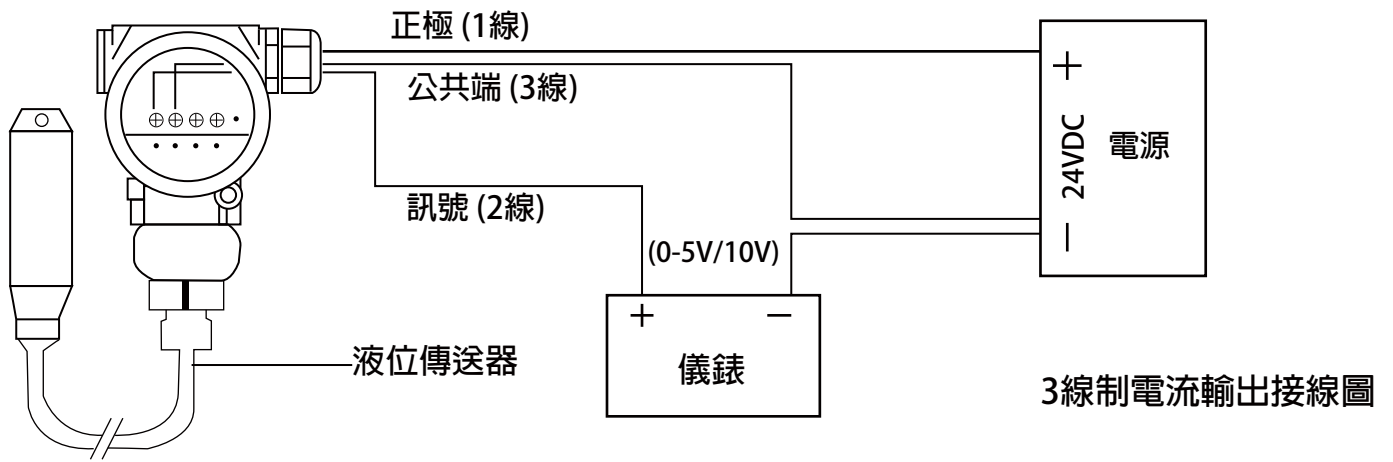 正極 (1線)
公共端 (3線)
訊號 (2線)
(0-5V/10V)
+
−
儀錶
液位傳送器
+
24VDC
−
電源
3線制電流輸出接線圖